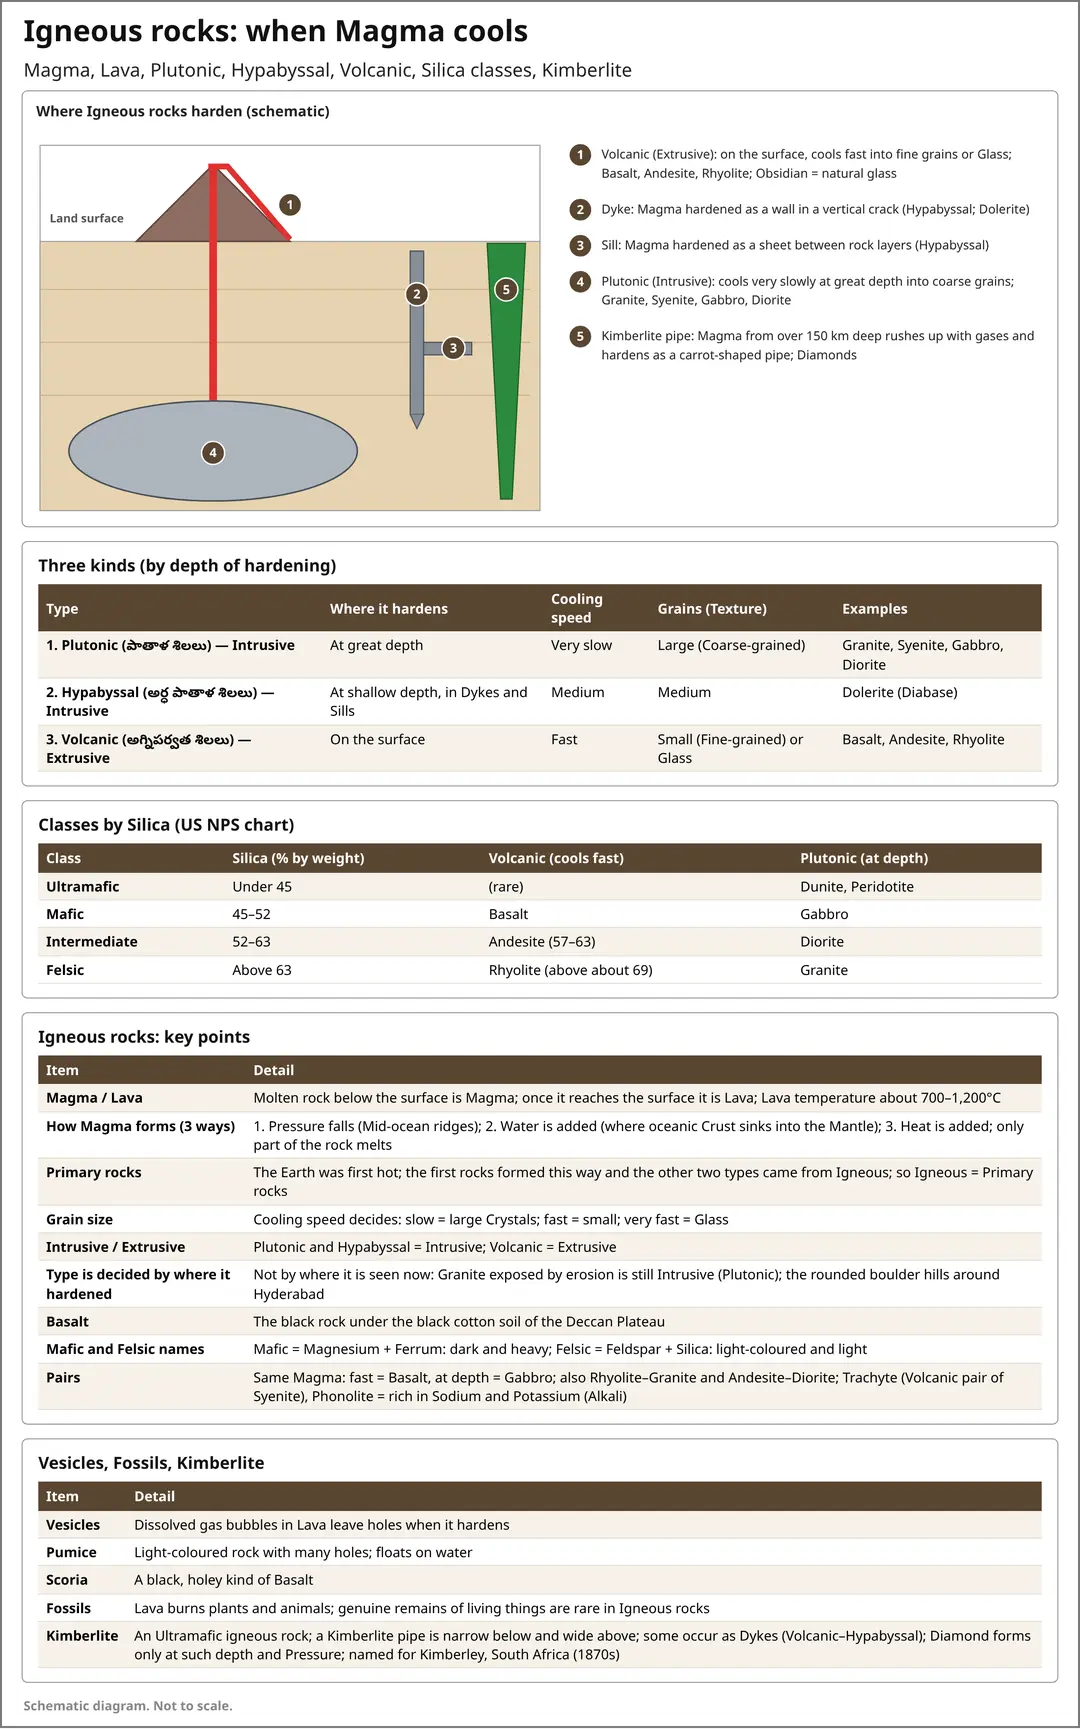 Igneous rocks: when Magma cools
Magma, Lava, Plutonic, Hypabyssal, Volcanic, Silica classes, Kimberlite
Where Igneous rocks harden (schematic)
Land surface
1
2
3
4
5
1 Volcanic (Extrusive): on the surface, cools fast into fine grains or Glass;
Basalt, Andesite, Rhyolite; Obsidian = natural glass
2 Dyke: Magma hardened as a wall in a vertical crack (Hypabyssal; Dolerite)
3 Sill: Magma hardened as a sheet between rock layers (Hypabyssal)
4 Plutonic (Intrusive): cools very slowly at great depth into coarse grains;
Granite, Syenite, Gabbro, Diorite
5 Kimberlite pipe: Magma from over 150 km deep rushes up with gases and
hardens as a carrot-shaped pipe; Diamonds
Three kinds (by depth of hardening)
Type Where it hardens Cooling speed Grains (Texture) Examples
1. Plutonic (పాతాళ శిలలు) — Intrusive At great depth Very slow Large (Coarse-grained) Granite, Syenite, Gabbro,
Diorite
2. Hypabyssal (అర్ధ పాతాళ శిలలు) — At shallow depth, in Dykes and Medium Medium Dolerite (Diabase)
Intrusive Sills
3. Volcanic (అగ్నిపర్వత శిలలు) — On the surface Fast Small (Fine-grained) or Basalt, Andesite, Rhyolite
Extrusive Glass
Classes by Silica (US NPS chart)
Class Silica (% by weight) Volcanic (cools fast) Plutonic (at depth)
Ultramafic Under 45 (rare) Dunite, Peridotite
Mafic 45–52 Basalt Gabbro
Intermediate 52–63 Andesite (57–63) Diorite
Felsic Above 63 Rhyolite (above about 69) Granite
Igneous rocks: key points
Item Detail
Magma / Lava Molten rock below the surface is Magma; once it reaches the surface it is Lava; Lava temperature about 700–1,200°C
How Magma forms (3 ways) 1. Pressure falls (Mid-ocean ridges); 2. Water is added (where oceanic Crust sinks into the Mantle); 3. Heat is added; only
part of the rock melts
Primary rocks The Earth was first hot; the first rocks formed this way and the other two types came from Igneous; so Igneous = Primary
rocks
Grain size Cooling speed decides: slow = large Crystals; fast = small; very fast = Glass
Intrusive / Extrusive Plutonic and Hypabyssal = Intrusive; Volcanic = Extrusive
Type is decided by where it Not by where it is seen now: Granite exposed by erosion is still Intrusive (Plutonic); the rounded boulder hills around
hardened Hyderabad
Basalt The black rock under the black cotton soil of the Deccan Plateau
Mafic and Felsic names Mafic = Magnesium + Ferrum: dark and heavy; Felsic = Feldspar + Silica: light-coloured and light
Pairs Same Magma: fast = Basalt, at depth = Gabbro; also Rhyolite–Granite and Andesite–Diorite; Trachyte (Volcanic pair of
Syenite), Phonolite = rich in Sodium and Potassium (Alkali)
Vesicles, Fossils, Kimberlite
Item Detail
Vesicles Dissolved gas bubbles in Lava leave holes when it hardens
Pumice Light-coloured rock with many holes; floats on water
Scoria A black, holey kind of Basalt
Fossils Lava burns plants and animals; genuine remains of living things are rare in Igneous rocks
Kimberlite An Ultramafic igneous rock; a Kimberlite pipe is narrow below and wide above; some occur as Dykes (Volcanic–Hypabyssal); Diamond forms
only at such depth and Pressure; named for Kimberley, South Africa (1870s)
Schematic diagram. Not to scale.